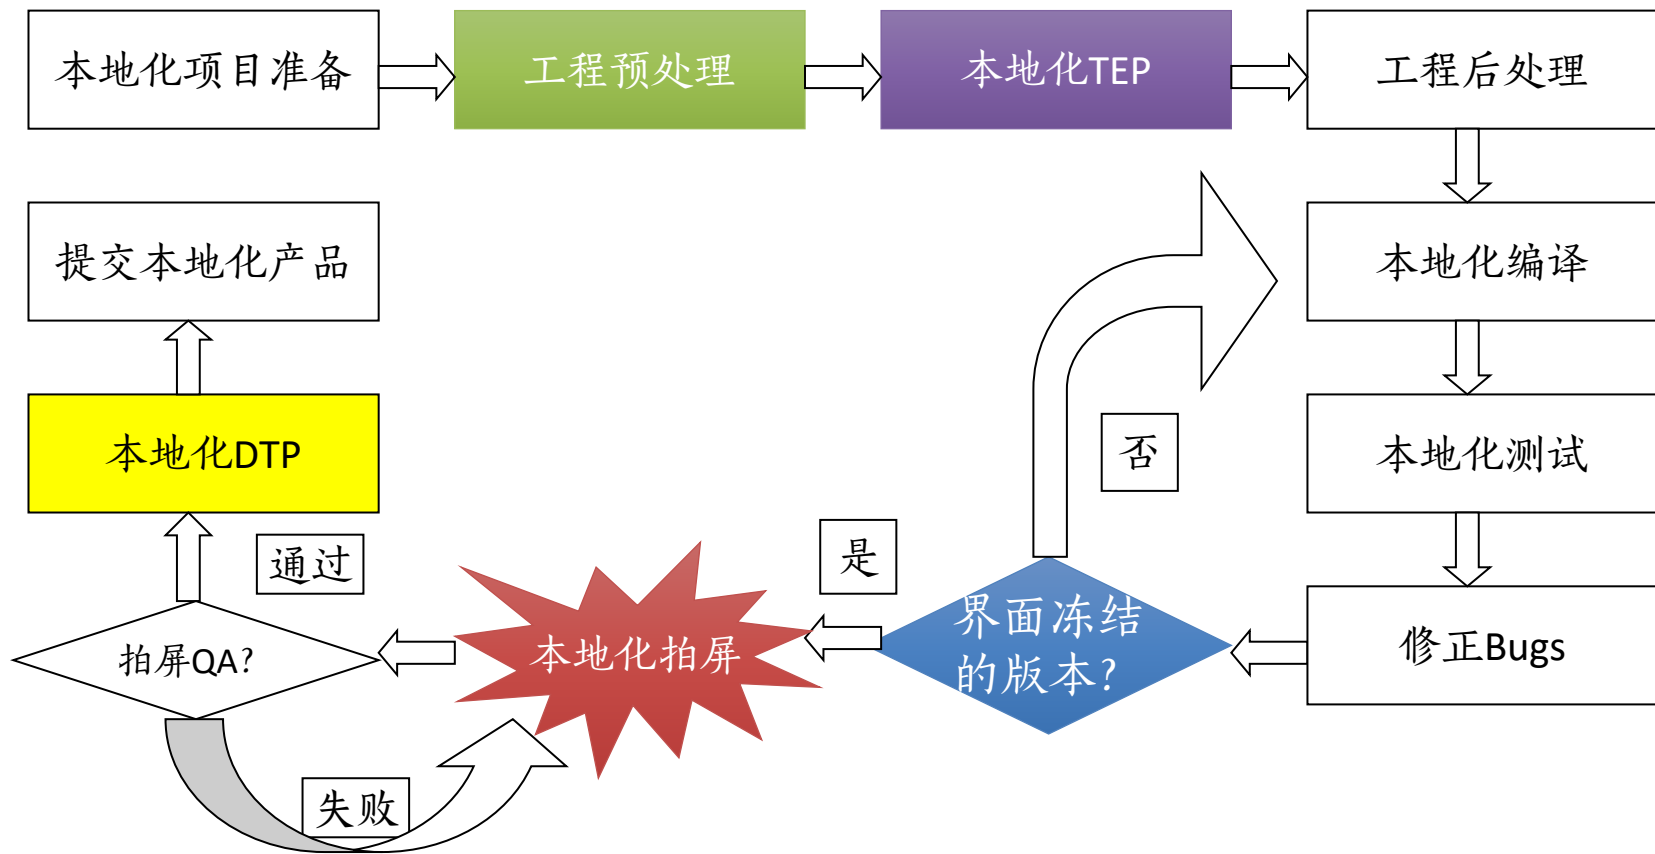 本地化项目准备
工程预处理
本地化TEP
工程后处理
提交本地化产品
本地化编译
本地化DTP
否
本地化测试
通过
是
拍屏QA?
本地化拍屏
界面冻结
的版本?
修正Bugs
失败